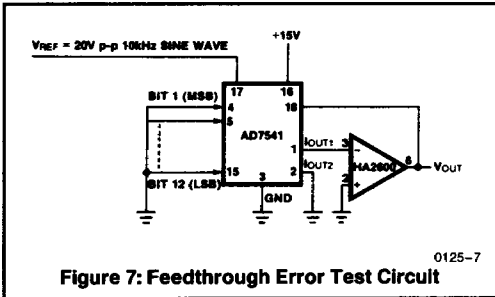 VREF = 20V p-p 10kHz SINE WAVE
+15V
17
16
BIT 1 (MSB)
4
5
18
AD7541
1
IOUT1
3
-
HA2600
6
VOUT
2
IOUT2
2
+
BIT 12 (LSB)
15
3
GND
0125-7
Figure 7: Feedthrough Error Test Circuit